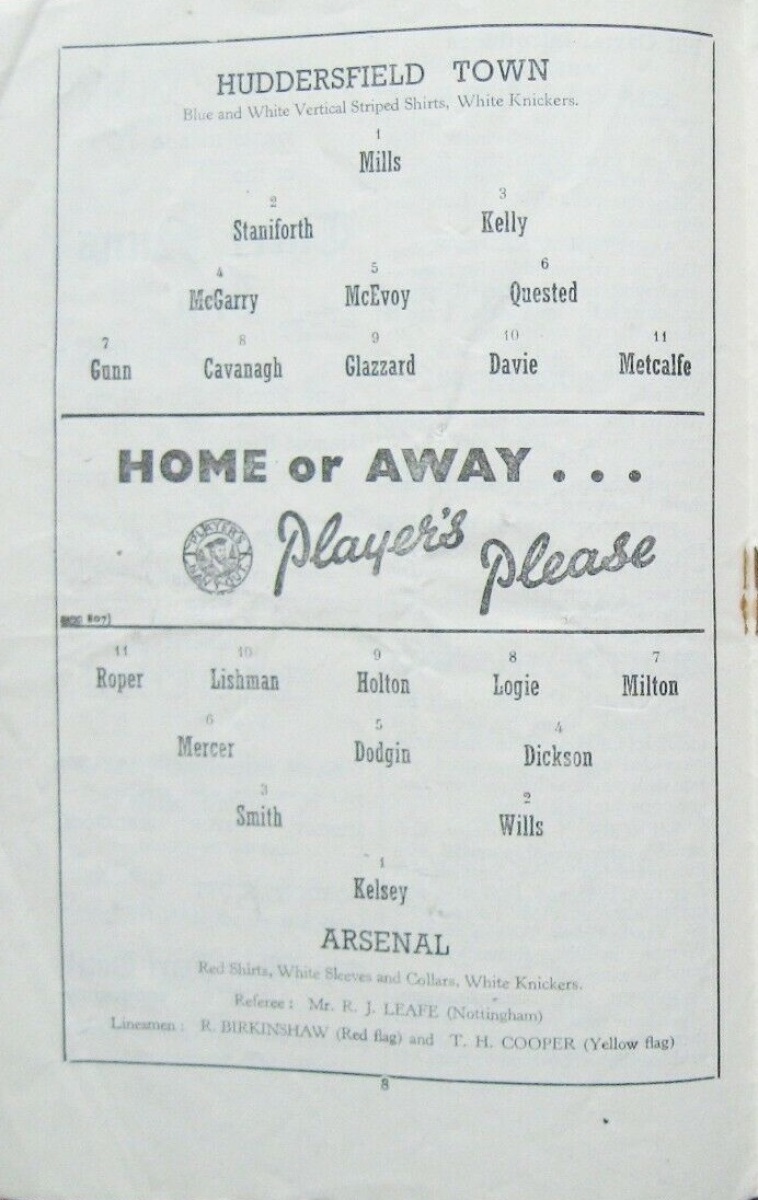 HUDDERSFIELD TOWN
Blue and White Vertical Striped Shirts, White Knickers.
1
Mills
2 3
Staniforth Kelly
4 5 6
McGarry McEvoy Quested
7 8 9 10 11
Gunn Cavanagh Glazzard Davie Metcalfe
HOME or AWAY . . .
PLAYER'S
NAVY CUT
Player's Please
11 10 9 8 7
Roper Lishman Holton Logie Milton
6 5 4
Mercer Dodgin Dickson
3 2
Smith Wills
1
Kelsey
ARSENAL
Red Shirts, White Sleeves and Collars, White Knickers.
Referee : Mr. R. J. LEAFE (Nottingham)
Linesmen : R. BIRKINSHAW (Red flag) and T. H. COOPER (Yellow flag)
8